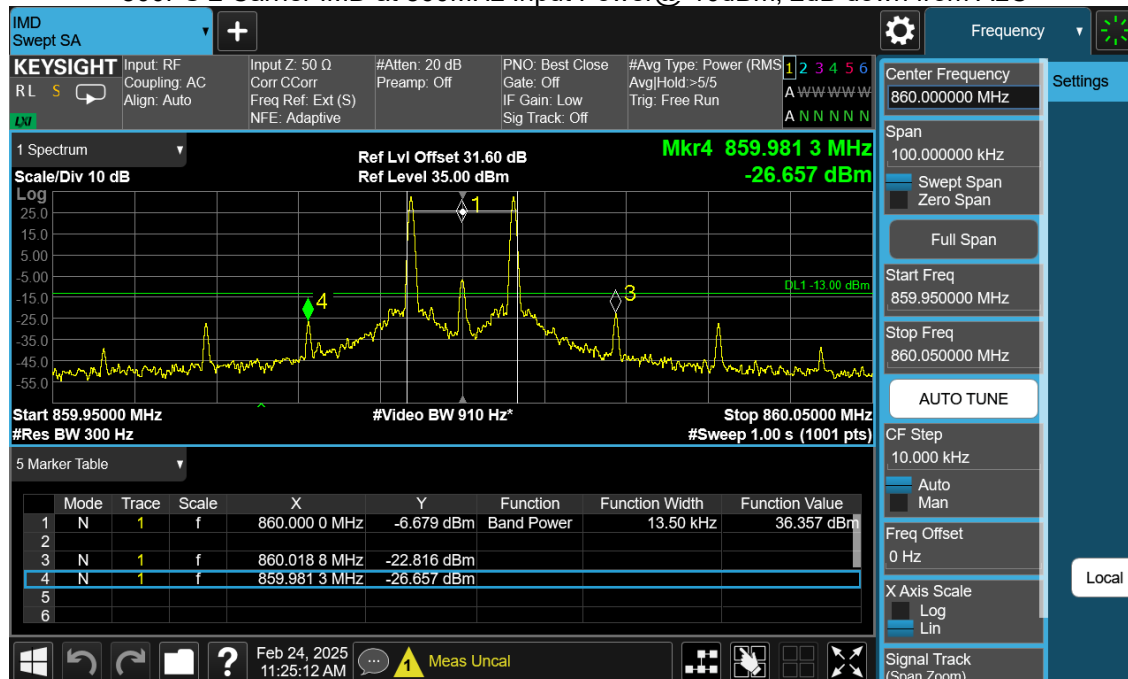 IMD
Swept SA
Frequency
KEYSIGHT
RL S
LXI
Input: RF
Coupling: AC
Align: Auto
Input Z: 50 Ω
Corr CCorr
Freq Ref: Ext (S)
NFE: Adaptive
#Atten: 20 dB
Preamp: Off
PNO: Best Close
Gate: Off
IF Gain: Low
Sig Track: Off
#Avg Type: Power (RMS
Avg|Hold:>5/5
Trig: Free Run
1 2 3 4 5 6
A W W W W W
A N N N N N
1 Spectrum
Scale/Div 10 dB
Ref Lvl Offset 31.60 dB
Ref Level 35.00 dBm
Mkr4 859.981 3 MHz
-26.657 dBm
Log
25.0
15.0
5.00
-5.00
-15.0
-25.0
-35.0
-45.0
-55.0
1
4
3
DL1 -13.00 dBm
Start 859.95000 MHz
#Res BW 300 Hz
#Video BW 910 Hz*
Stop 860.05000 MHz
#Sweep 1.00 s (1001 pts)
5 Marker Table
Mode Trace Scale X Y Function Function Width Function Value
1 N 1 f 860.000 0 MHz -6.679 dBm Band Power 13.50 kHz 36.357 dBm
2
3 N 1 f 860.018 8 MHz -22.816 dBm
4 N 1 f 859.981 3 MHz -26.657 dBm
5
6
Feb 24, 2025
11:25:12 AM
1 Meas Uncal
Center Frequency
860.000000 MHz
Settings
Span
100.000000 kHz
Swept Span
Zero Span
Full Span
Start Freq
859.950000 MHz
Stop Freq
860.050000 MHz
AUTO TUNE
CF Step
10.000 kHz
Auto
Man
Freq Offset
0 Hz
Local
X Axis Scale
Log
Lin
Signal Track
(Span Zoom)